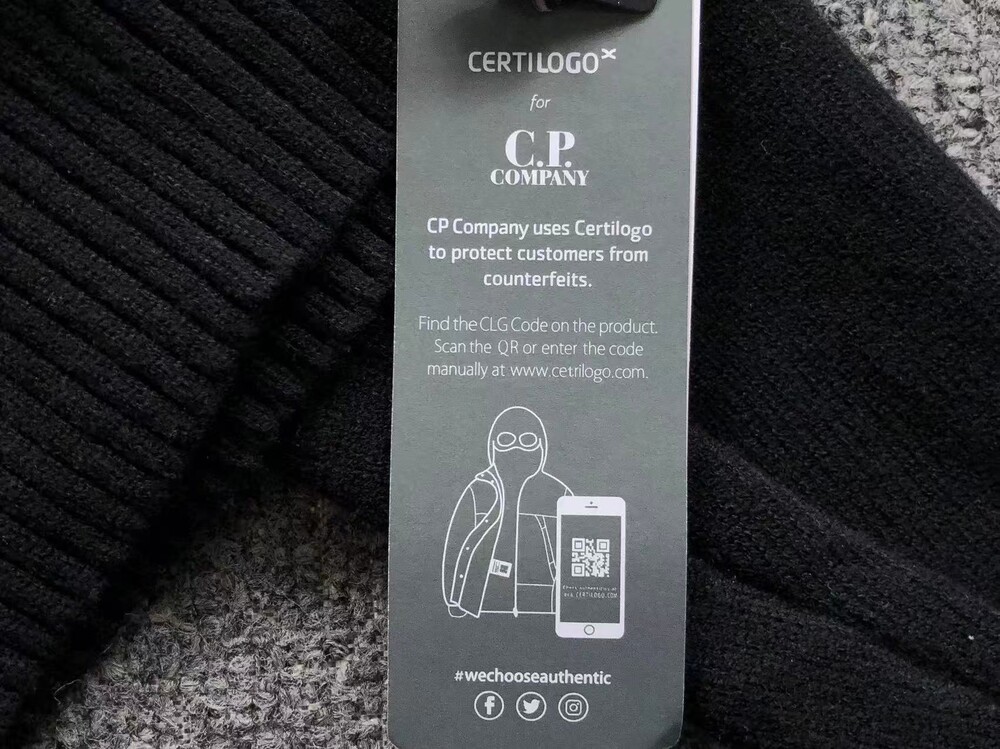 CERTILOGO
for
C.P.
COMPANY
CP Company uses Certilogo
to protect customers from
counterfeits.
Find the CLG Code on the product.
Scan the QR or enter the code
manually at www.cetrilogo.com.
#wechooseauthentic